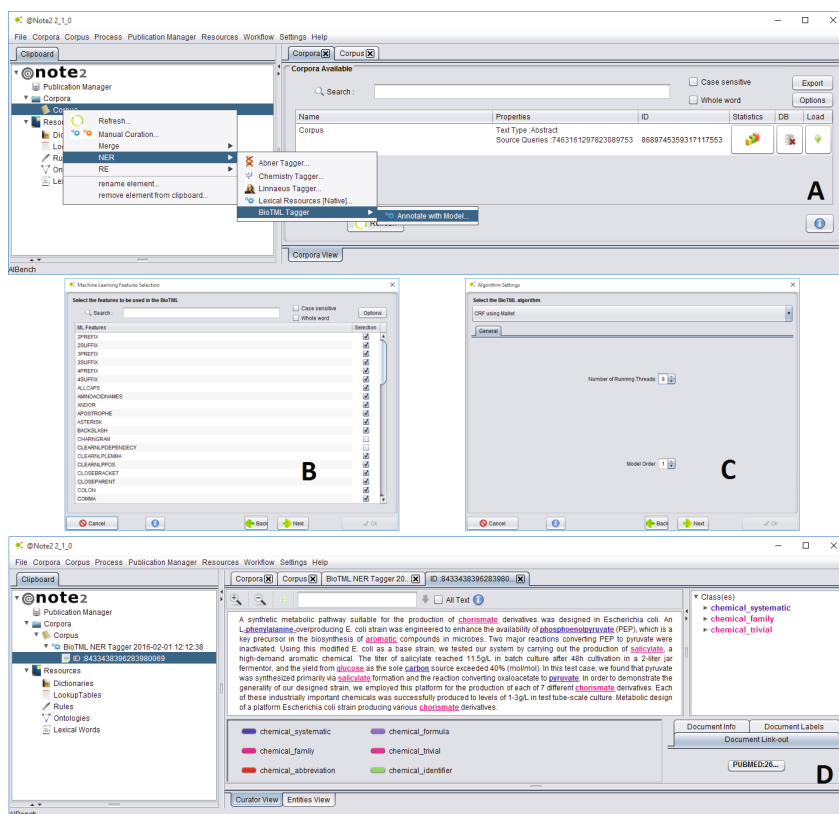 @Note2 2_1_0
File Corpora Corpus Process Publication Manager Resources Workflow Settings Help
Clipboard
@note2
Publication Manager
Corpora
Corpus
Refresh...
Manual Curation...
Merge
NER
RE
rename element...
remove element from clipboard...
Abner Tagger...
Chemistry Tagger...
Linnaeus Tagger...
Lexical Resources [Native]...
BioTML Tagger
Annotate with Model...
Corpora
Corpus
Corpora Available
Search :
Case sensitive
Whole word
Export
Options
Name Properties ID Statistics DB Load
Corpus Text Type :Abstract 8689745359317117553
Source Queries :7463161297823089753
A
Corpora View
AIBench
Machine Learning Features Selection
Select the features to be used in the BioTML
Search:
Case sensitive
Whole word
Options
ML Features Selection
2PREFIX
2SUFFIX
3PREFIX
3SUFFIX
4PREFIX
4SUFFIX
ALLCAPS
AMINOACIDNAMES
ANDOR
APOSTROPHE
ASTERISK
BACKSLASH
CHARNGRAM
CLEARNLPDEPENDECY
CLEARNLPLEMMA
CLEARNLPPOS
CLOSEBRACKET
CLOSEPARENT
COLON
COMMA
B
Cancel Back Next Ok
Algorithm Settings
Select the BioTML algorithm
CRF using Mallet
General
Number of Running Threads: 8
Model Order: 1
C
Cancel Back Next Ok
@Note2 2_1_0
File Corpora Corpus Process Publication Manager Resources Workflow Settings Help
Clipboard
@note2
Publication Manager
Corpora
Corpus
BioTML NER Tagger 2016-02-01 12:12:38
ID :8433438396283980069
Resources
Dictionaries
LookupTables
Rules
Ontologies
Lexical Words
Corpora
Corpus
BioTML NER Tagger 20...
ID :8433438396283980...
All Text
A synthetic metabolic pathway suitable for the production of chorismate derivatives was designed in Escherichia coli. An
L-phenylalanine-overproducing E. coli strain was engineered to enhance the availability of phosphoenolpyruvate (PEP), which is a
key precursor in the biosynthesis of aromatic compounds in microbes. Two major reactions converting PEP to pyruvate were
inactivated. Using this modified E. coli as a base strain, we tested our system by carrying out the production of salicylate, a
high-demand aromatic chemical. The titer of salicylate reached 11.5g/L in batch culture after 48h cultivation in a 2-liter jar
fermentor, and the yield from glucose as the sole carbon source exceeded 40% (mol/mol). In this test case, we found that pyruvate
was synthesized primarily via salicylate formation and the reaction converting oxaloacetate to pyruvate. In order to demonstrate the
generality of our designed strain, we employed this platform for the production of each of 7 different chorismate derivatives. Each
of these industrially important chemicals was successfully produced to levels of 1-3g/L in test tube-scale culture. Metabolic design
of a platform Escherichia coli strain producing various chorismate derivatives.
Class(es)
chemical_systematic
chemical_family
chemical_trivial
chemical_systematic chemical_formula
chemical_family chemical_trivial
chemical_abbreviation chemical_identifier
Document Info Document Labels
Document Link-out
PUBMED:26...
D
Curator View Entities View